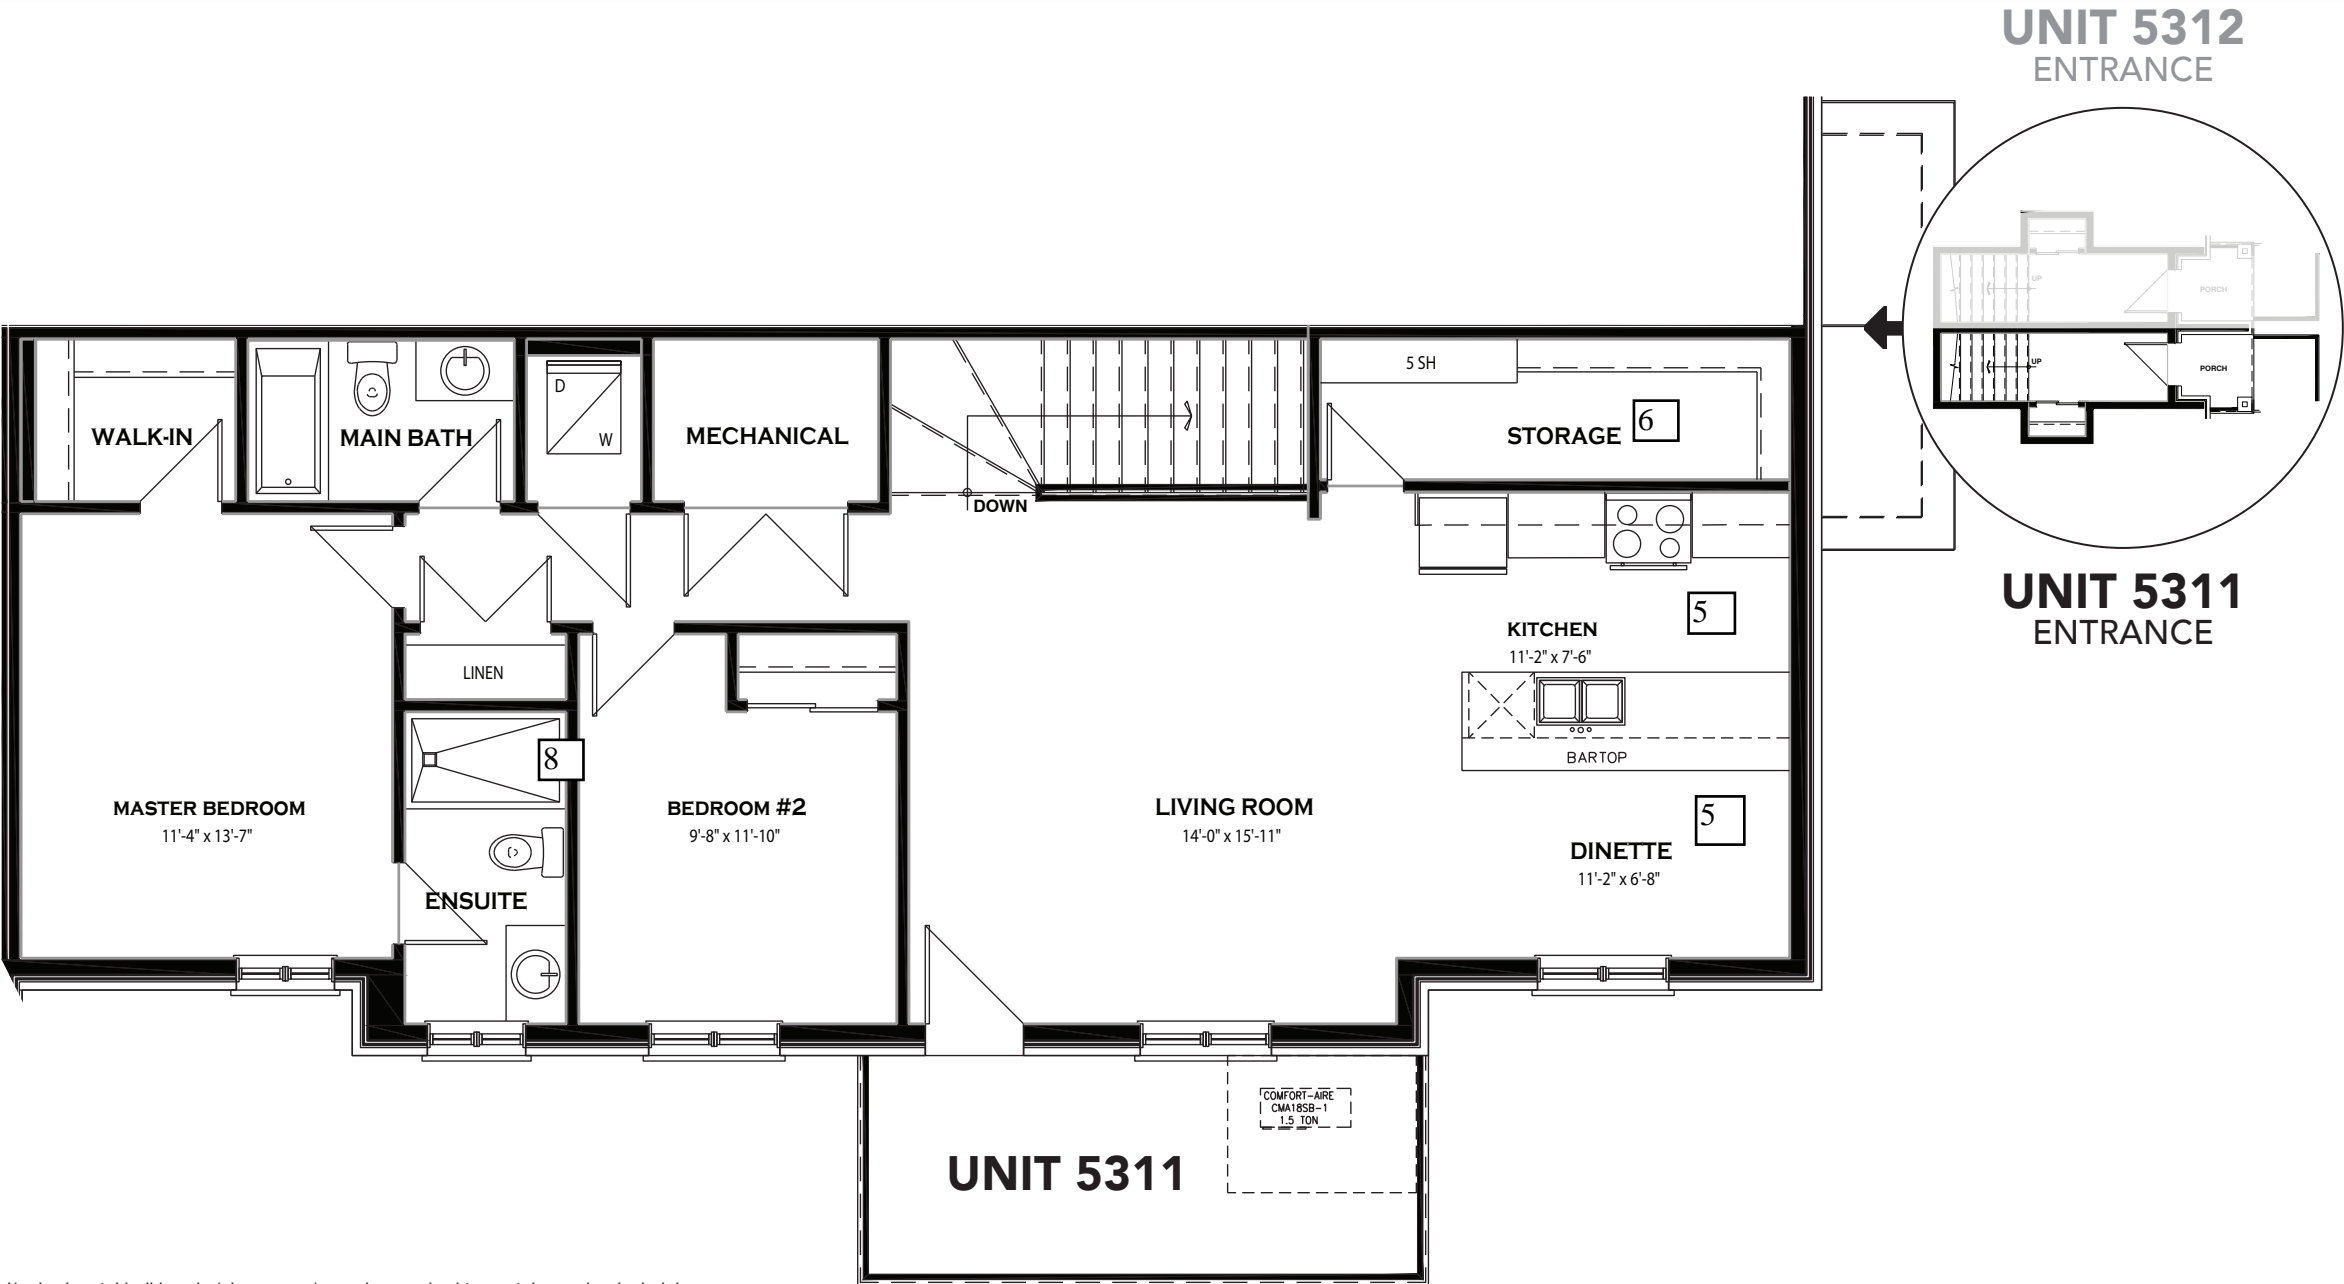 UNIT 5312
ENTRANCE
UP
PORCH
UP
PORCH
UNIT 5311
ENTRANCE
WALK-IN
MAIN BATH
D
W
MECHANICAL
DOWN
5 SH
STORAGE
6
5
KITCHEN
11'-2" x 7'-6"
BARTOP
LINEN
8
MASTER BEDROOM
11'-4" x 13'-7"
BEDROOM #2
9'-8" x 11'-10"
LIVING ROOM
14'-0" x 15'-11"
5
DINETTE
11'-2" x 6'-8"
ENSUITE
COMFORT-AIRE
CMA18SB-1
1.5 TON
UNIT 5311